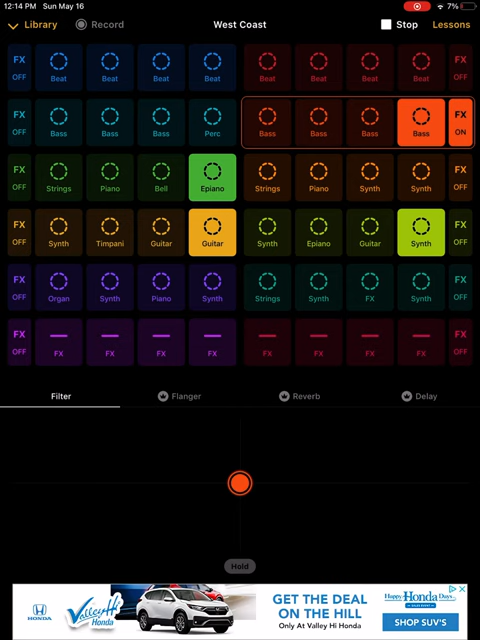 12:14 PM Sun May 16 7%
Library Record West Coast Stop Lessons
FX Beat Beat Beat Beat Beat Beat Beat Beat FX
OFF OFF
FX Bass Bass Bass Perc Bass Bass Bass Bass FX
OFF ON
FX Strings Piano Bell Epiano Strings Piano Synth Synth FX
OFF OFF
FX Synth Timpani Guitar Guitar Synth Epiano Guitar Synth FX
OFF OFF
FX Organ Synth Piano Synth Strings Synth FX Synth FX
OFF OFF
FX FX FX FX FX FX FX FX FX FX
OFF OFF
Filter Flanger Reverb Delay
Hold
HONDA
Valley Hi
Honda
GET THE DEAL
ON THE HILL
Only At Valley Hi Honda
Happy Honda Days
SHOP SUV'S